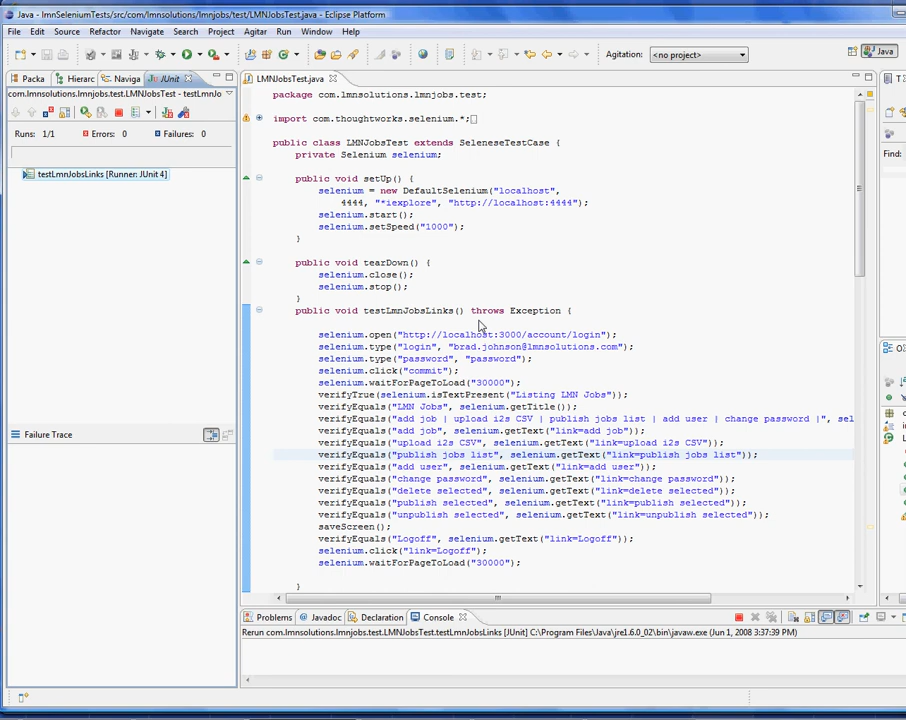 Java - lmnSeleniumTests/src/com/lmnsolutions/lmnjobs/test/LMNJobsTest.java - Eclipse Platform
File Edit Source Refactor Navigate Search Project Agitar Run Window Help
Agitation: <no project> Java
Packa Hierarc Naviga JUnit
com.lmnsolutions.lmnjobs.test.LMNJobsTest - testLmnJo
Runs: 1/1 Errors: 0 Failures: 0
testLmnJobsLinks [Runner: JUnit 4]
Failure Trace
LMNJobsTest.java
package com.lmnsolutions.lmnjobs.test;
import com.thoughtworks.selenium.*;
public class LMNJobsTest extends SeleneseTestCase {
private Selenium selenium;
public void setUp() {
selenium = new DefaultSelenium("localhost",
4444, "*iexplore", "http://localhost:4444");
selenium.start();
selenium.setSpeed("1000");
}
public void tearDown() {
selenium.close();
selenium.stop();
}
public void testLmnJobsLinks() throws Exception {
selenium.open("http://localhost:3000/account/login");
selenium.type("login", "brad.johnson@lmnsolutions.com");
selenium.type("password", "password");
selenium.click("commit");
selenium.waitForPageToLoad("30000");
verifyTrue(selenium.isTextPresent("Listing LMN Jobs"));
verifyEquals("LMN Jobs", selenium.getTitle());
verifyEquals("add job | upload i2s CSV | publish jobs list | add user | change password |", sel
verifyEquals("add job", selenium.getText("link=add job"));
verifyEquals("upload i2s CSV", selenium.getText("link=upload i2s CSV"));
verifyEquals("publish jobs list", selenium.getText("link=publish jobs list"));
verifyEquals("add user", selenium.getText("link=add user"));
verifyEquals("change password", selenium.getText("link=change password"));
verifyEquals("delete selected", selenium.getText("link=delete selected"));
verifyEquals("publish selected", selenium.getText("link=publish selected"));
verifyEquals("unpublish selected", selenium.getText("link=unpublish selected"));
saveScreen();
verifyEquals("Logoff", selenium.getText("link=Logoff"));
selenium.click("link=Logoff");
selenium.waitForPageToLoad("30000");
}
Problems Javadoc Declaration Console
Rerun com.lmnsolutions.lmnjobs.test.LMNJobsTest.testLmnJobsLinks [JUnit] C:\Program Files\Java\jre1.6.0_02\bin\javaw.exe (Jun 1, 2008 3:37:39 PM)
Find: